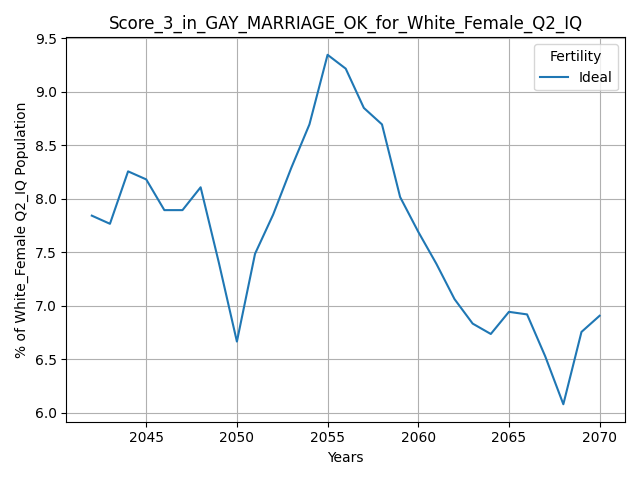 Score_3_in_GAY_MARRIAGE_OK_for_White_Female_Q2_IQ
Fertility
Ideal
% of White_Female Q2_IQ Population
9.5
9.0
8.5
8.0
7.5
7.0
6.5
6.0
2045 2050 2055 2060 2065 2070
Years